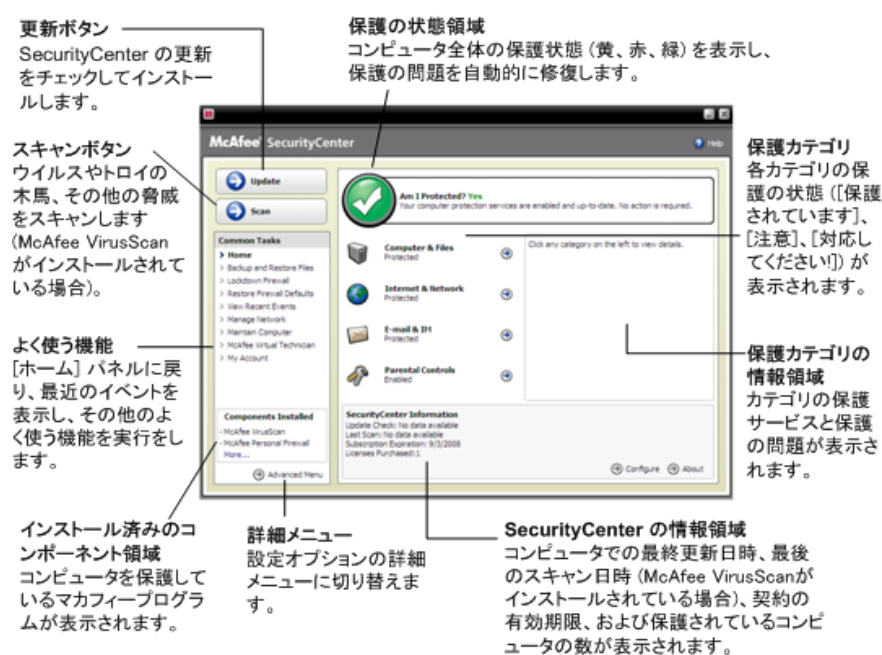 更新ボタン
SecurityCenter の更新
をチェックしてインストー
ルします。
保護の状態領域
コンピュータ全体の保護状態 (黄、赤、緑) を表示し、
保護の問題を自動的に修復します。
スキャンボタン
ウイルスやトロイの
木馬、その他の脅威
をスキャンします
(McAfee VirusScan
がインストールされて
いる場合)。
よく使う機能
[ホーム] パネルに戻
り、最近のイベントを
表示し、その他のよ
く使う機能を実行をし
ます。
McAfee SecurityCenter
Help
Update
Scan
Am I Protected? Yes
Your computer protection services are enabled and up-to-date. No action is required.
Common Tasks
Home
Backup and Restore Files
Lockdown Firewall
Restore Firewall Defaults
View Recent Events
Manage Network
Maintain Computer
McAfee Virtual Technician
My Account
Computer & Files
Protected
Internet & Network
Protected
E-mail & IM
Protected
Parental Controls
Enabled
Click any category on the left to view details.
Components Installed
- McAfee VirusScan
- McAfee Personal Firewall
More...
Advanced Menu
SecurityCenter Information
Update Check: No data available
Last Scan: No data available
Subscription Expiration: 9/3/2008
Licenses Purchased: 1
Configure
About
保護カテゴリ
各カテゴリの保
護の状態 ([保護
されています]、
[注意]、[対応し
てください!]) が
表示されます。
保護カテゴリの
情報領域
カテゴリの保護
サービスと保護
の問題が表示さ
れます。
インストール済みのコ
ンポーネント領域
コンピュータを保護して
いるマカフィープログラ
ムが表示されます。
詳細メニュー
設定オプションの詳細
メニューに切り替えま
す。
SecurityCenter の情報領域
コンピュータでの最終更新日時、最後
のスキャン日時 (McAfee VirusScanが
インストールされている場合)、契約の
有効期限、および保護されているコンピ
ュータの数が表示されます。